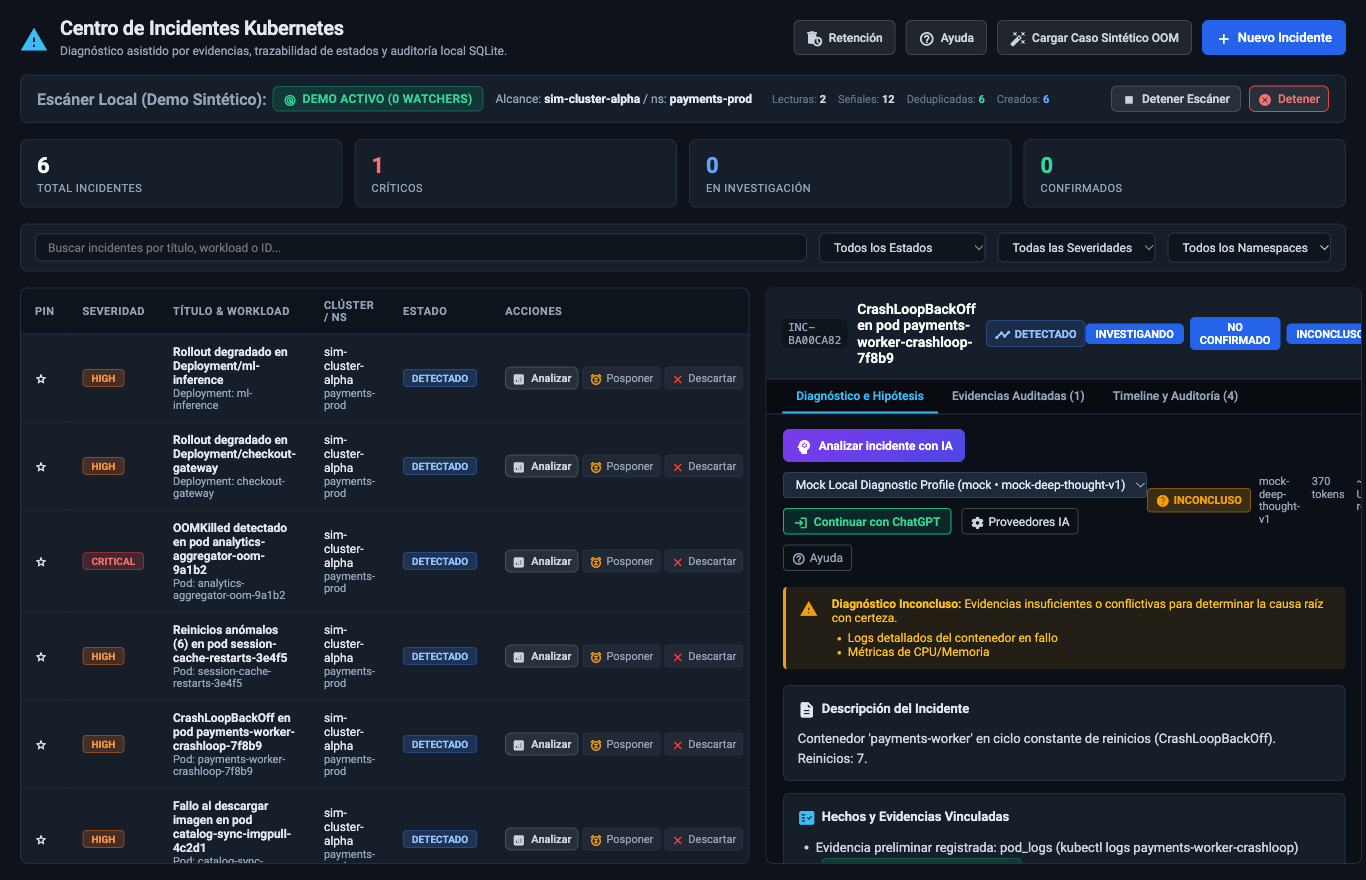 Centro de Incidentes Kubernetes
Diagnóstico asistido por evidencias, trazabilidad de estados y auditoría local SQLite.
Retención
Ayuda
Cargar Caso Sintético OOM
+ Nuevo Incidente
Escáner Local (Demo Sintético):
DEMO ACTIVO (0 WATCHERS)
Alcance: sim-cluster-alpha / ns: payments-prod
Lecturas: 2
Señales: 12
Deduplicadas: 6
Creados: 6
Detener Escáner
Detener
6
TOTAL INCIDENTES
1
CRÍTICOS
0
EN INVESTIGACIÓN
0
CONFIRMADOS
Buscar incidentes por título, workload o ID...
Todos los Estados
Todas las Severidades
Todos los Namespaces
PIN
SEVERIDAD
TÍTULO & WORKLOAD
CLÚSTER
/ NS
ESTADO
ACCIONES
HIGH
Rollout degradado en
Deployment/ml-
inference
Deployment: ml-
inference
sim-
cluster-
alpha
payments-
prod
DETECTADO
Analizar
Posponer
Descartar
HIGH
Rollout degradado en
Deployment/checkout-
gateway
Deployment: checkout-
gateway
sim-
cluster-
alpha
payments-
prod
DETECTADO
Analizar
Posponer
Descartar
CRITICAL
OOMKilled detectado
en pod analytics-
aggregator-oom-
9a1b2
Pod: analytics-
aggregator-oom-9a1b2
sim-
cluster-
alpha
payments-
prod
DETECTADO
Analizar
Posponer
Descartar
HIGH
Reinicios anómalos
(6) en pod session-
cache-restarts-3e4f5
Pod: session-cache-
restarts-3e4f5
sim-
cluster-
alpha
payments-
prod
DETECTADO
Analizar
Posponer
Descartar
HIGH
CrashLoopBackOff en
pod payments-worker-
crashloop-7f8b9
Pod: payments-worker-
crashloop-7f8b9
sim-
cluster-
alpha
payments-
prod
DETECTADO
Analizar
Posponer
Descartar
HIGH
Fallo al descargar
imagen en pod
catalog-sync-imgpull-
4c2d1
Pod: catalog-sync-
sim-
cluster-
alpha
payments-
DETECTADO
Analizar
Posponer
Descartar
INC-
BA00CA82
CrashLoopBackOff
en pod payments-
worker-crashloop-
7f8b9
DETECTADO
INVESTIGANDO
NO
CONFIRMADO
INCONCLUSO
Diagnóstico e Hipótesis
Evidencias Auditadas (1)
Timeline y Auditoría (4)
Analizar incidente con IA
Mock Local Diagnostic Profile (mock • mock-deep-thought-v1)
INCONCLUSO
mock-
deep-
thought-
v1
370
tokens
Continuar con ChatGPT
Proveedores IA
Ayuda
Diagnóstico Inconcluso: Evidencias insuficientes o conflictivas para determinar la causa raíz
con certeza.
• Logs detallados del contenedor en fallo
• Métricas de CPU/Memoria
Descripción del Incidente
Contenedor 'payments-worker' en ciclo constante de reinicios (CrashLoopBackOff).
Reinicios: 7.
Hechos y Evidencias Vinculadas
• Evidencia preliminar registrada: pod_logs (kubectl logs payments-worker-crashloop)